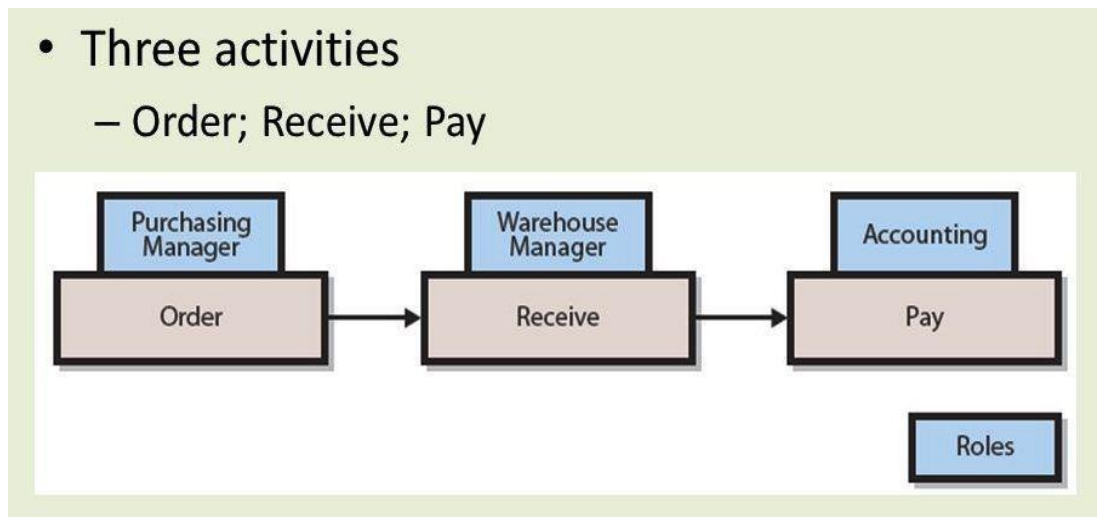 • Three activities
– Order; Receive; Pay
Purchasing
Manager
Order
Warehouse
Manager
Receive
Accounting
Pay
Roles